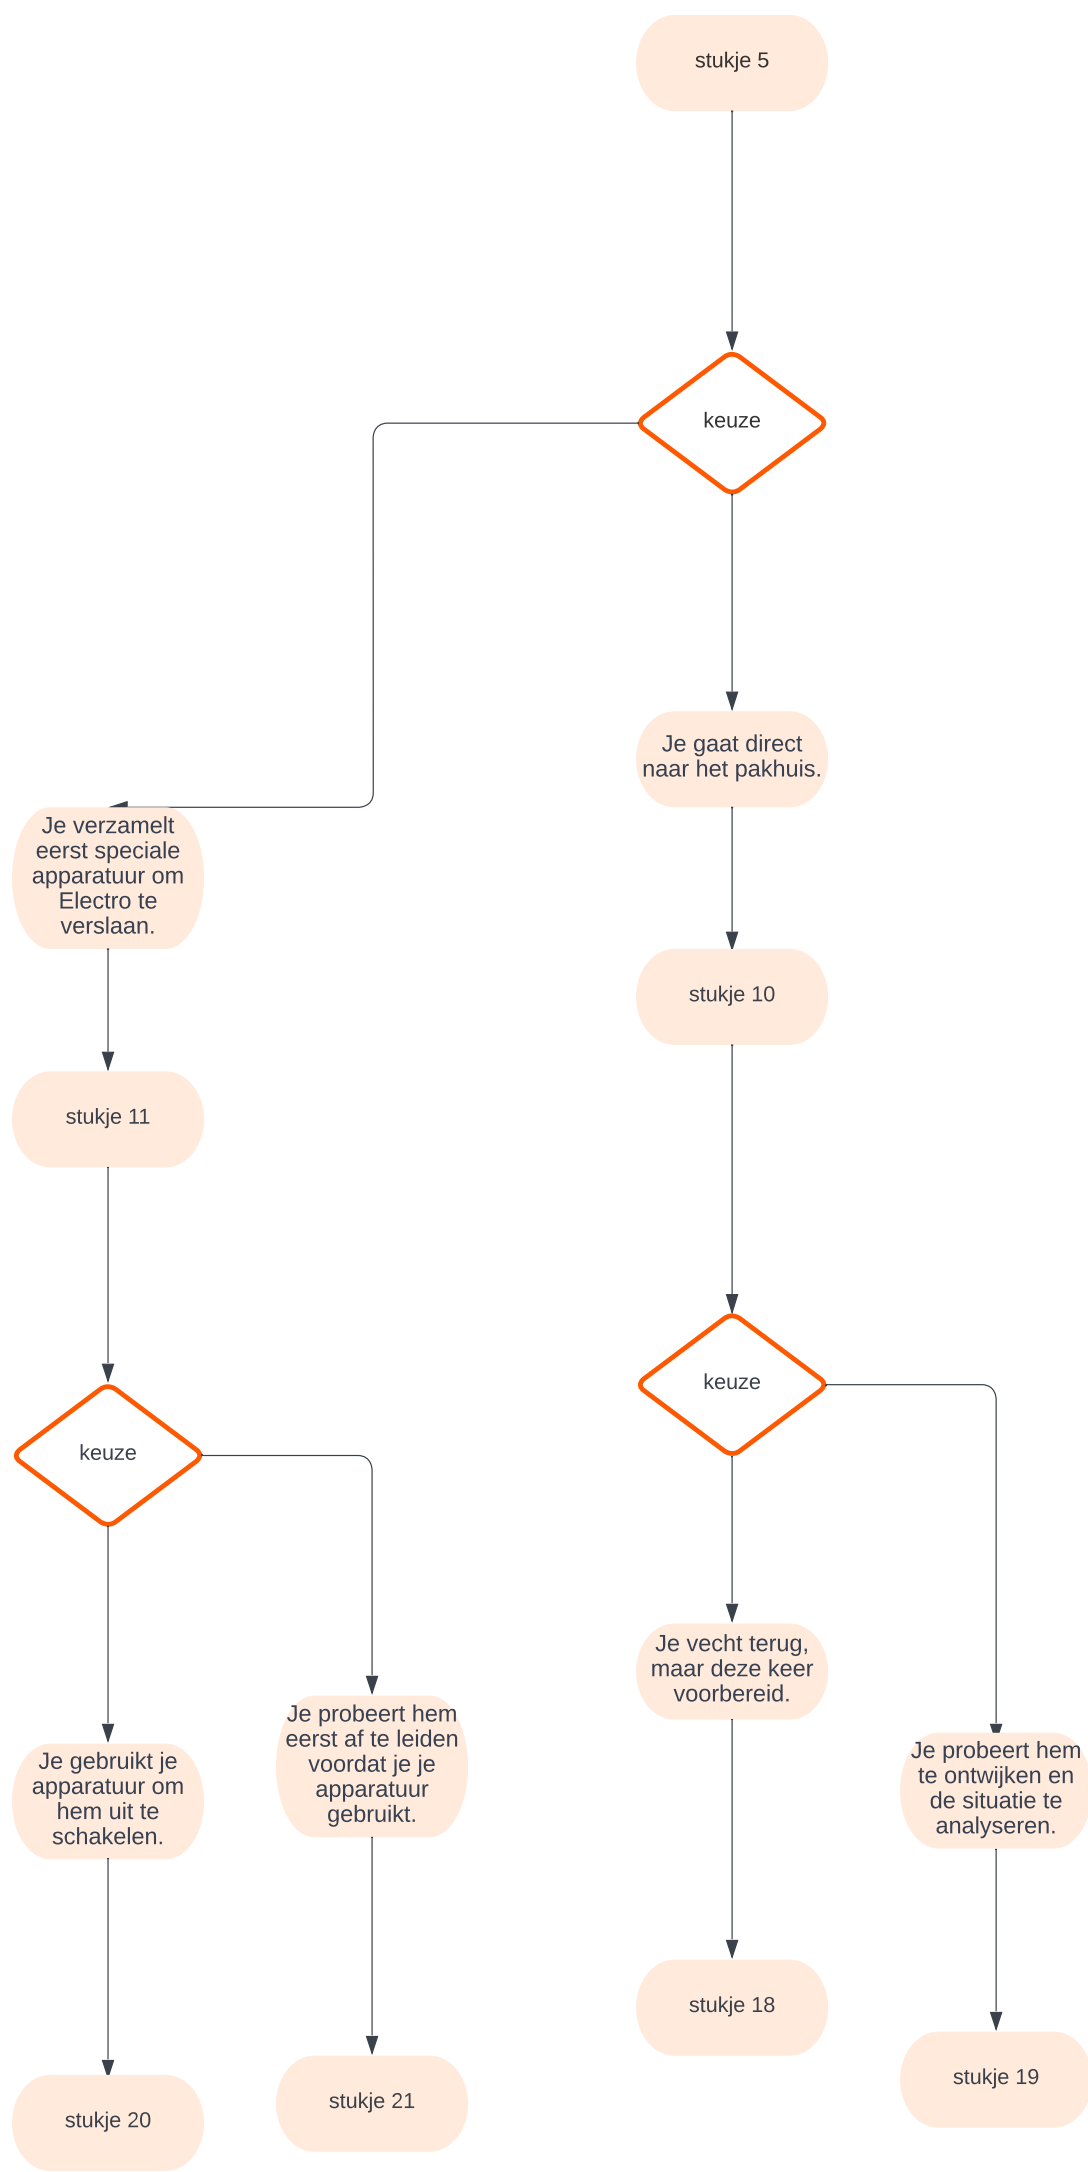 stukje 5
keuze
Je gaat direct
naar het pakhuis.
Je verzamelt
eerst speciale
apparatuur om
Electro te
verslaan.
stukje 10
stukje 11
keuze
keuze
Je vecht terug,
maar deze keer
voorbereid.
Je probeert hem
eerst af te leiden
voordat je je
apparatuur
gebruikt.
Je probeert hem
te ontwijken en
de situatie te
analyseren.
Je gebruikt je
apparatuur om
hem uit te
schakelen.
stukje 18
stukje 19
stukje 21
stukje 20